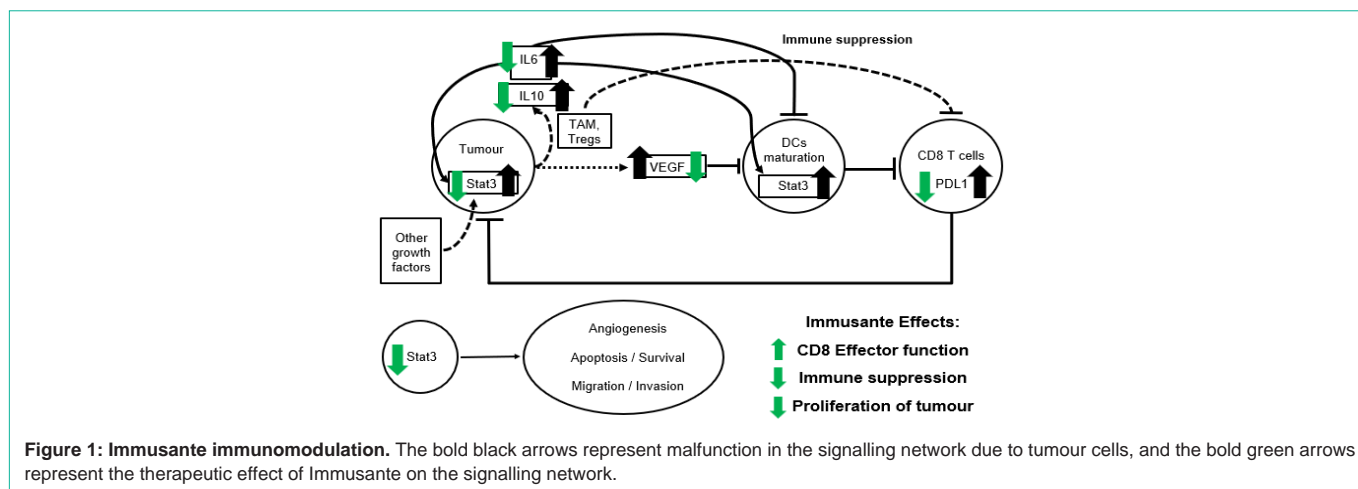 Immune suppression
IL6
IL10
TAM,
Tregs
Tumour
Stat3
VEGF
DCs
maturation
Stat3
CD8 T cells
PDL1
Other
growth
factors
Stat3
Angiogenesis
Apoptosis / Survival
Migration / Invasion
Immusante Effects:
CD8 Effector function
Immune suppression
Proliferation of tumour
Figure 1: Immusante immunomodulation. The bold black arrows represent malfunction in the signalling network due to tumour cells, and the bold green arrows
represent the therapeutic effect of Immusante on the signalling network.